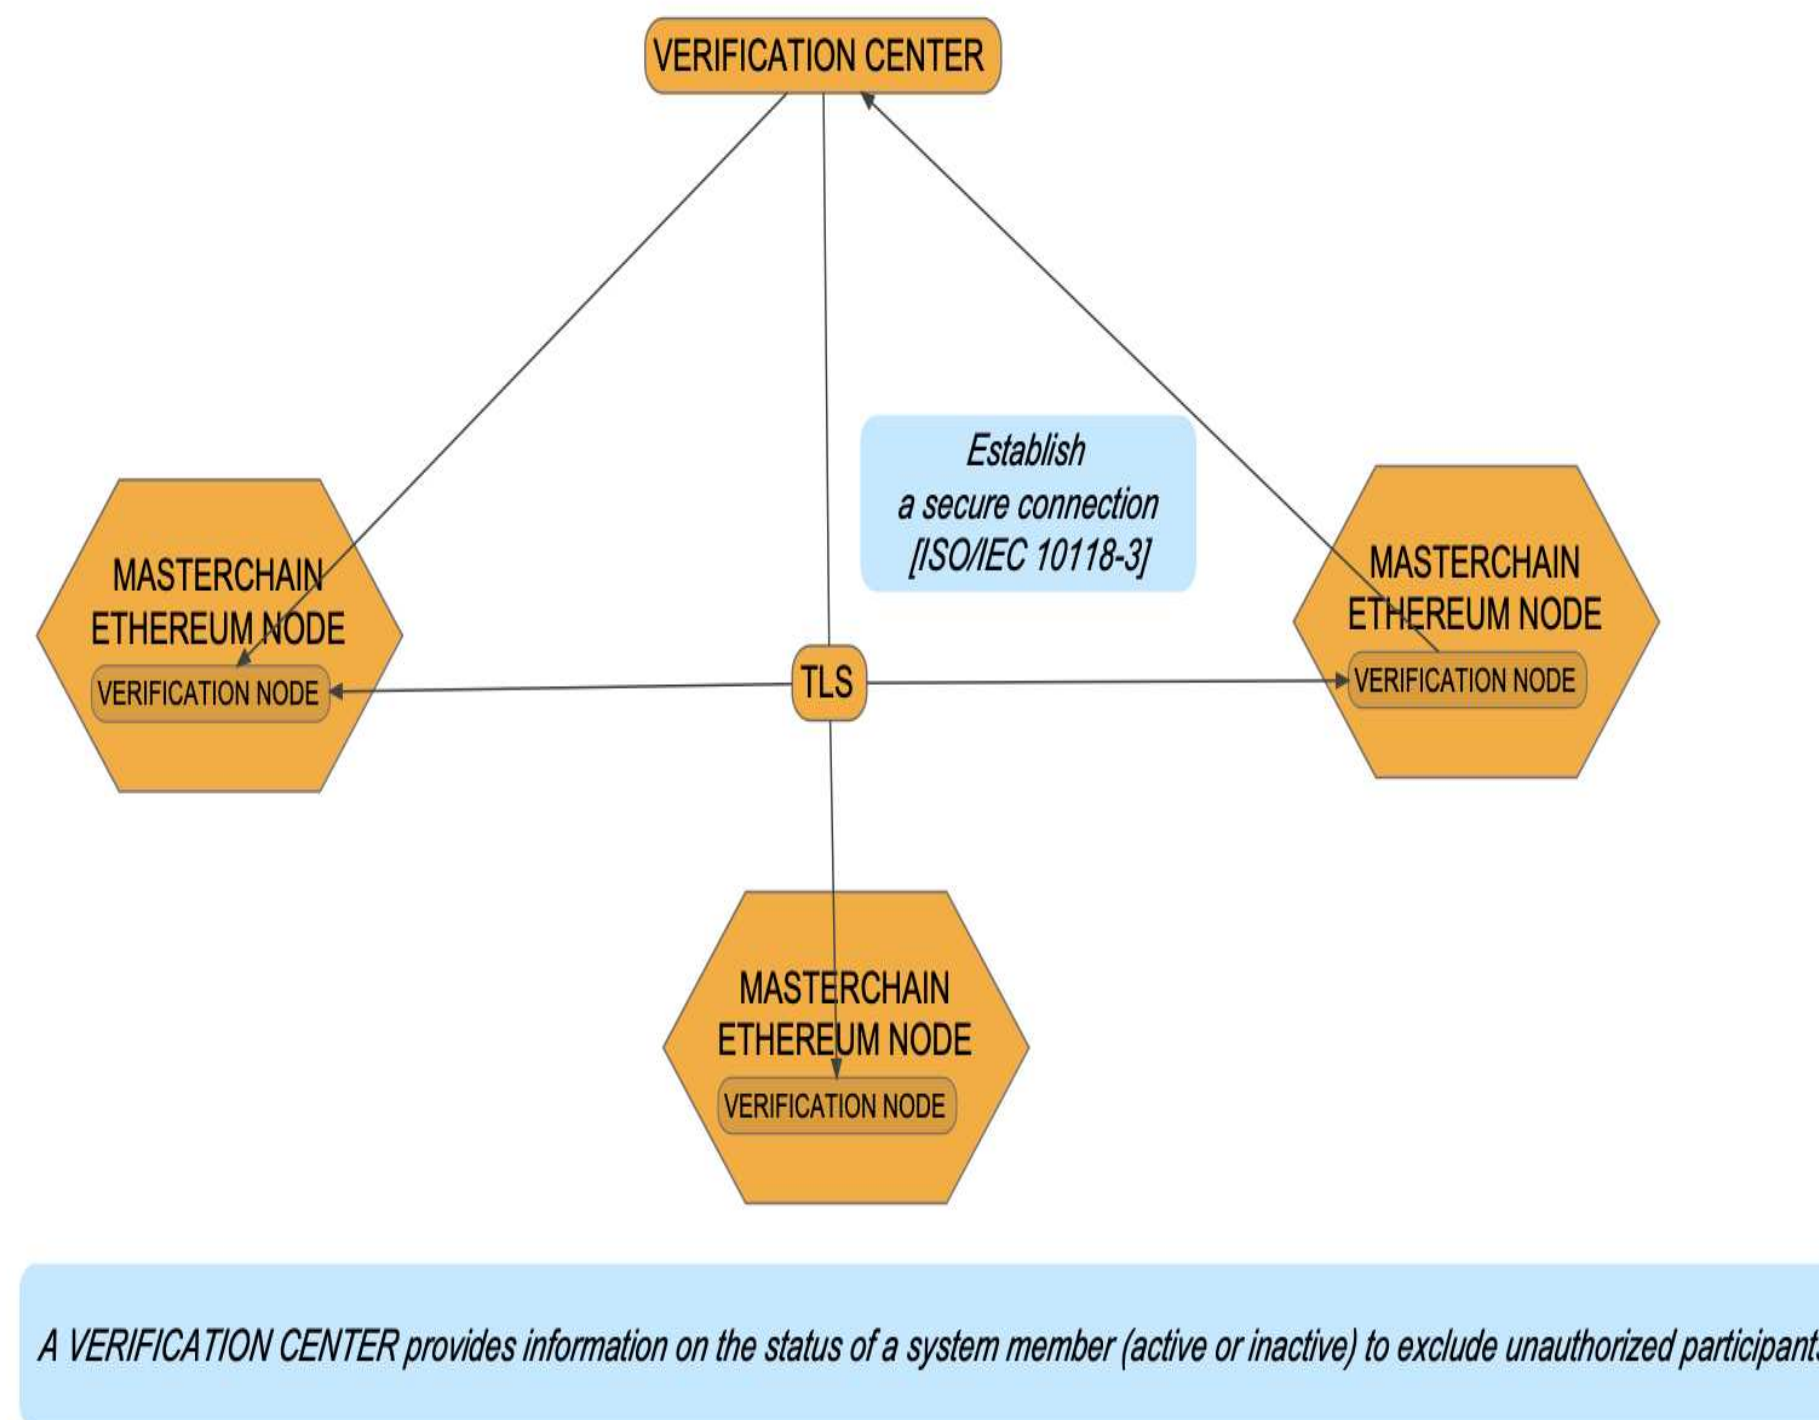 VERIFICATION CENTER
Establish
a secure connection
[ISO/IEC 10118-3]
MASTERCHAIN
ETHEREUM NODE
VERIFICATION NODE
TLS
MASTERCHAIN
ETHEREUM NODE
VERIFICATION NODE
MASTERCHAIN
ETHEREUM NODE
VERIFICATION NODE
A VERIFICATION CENTER provides information on the status of a system member (active or inactive) to exclude unauthorized participants